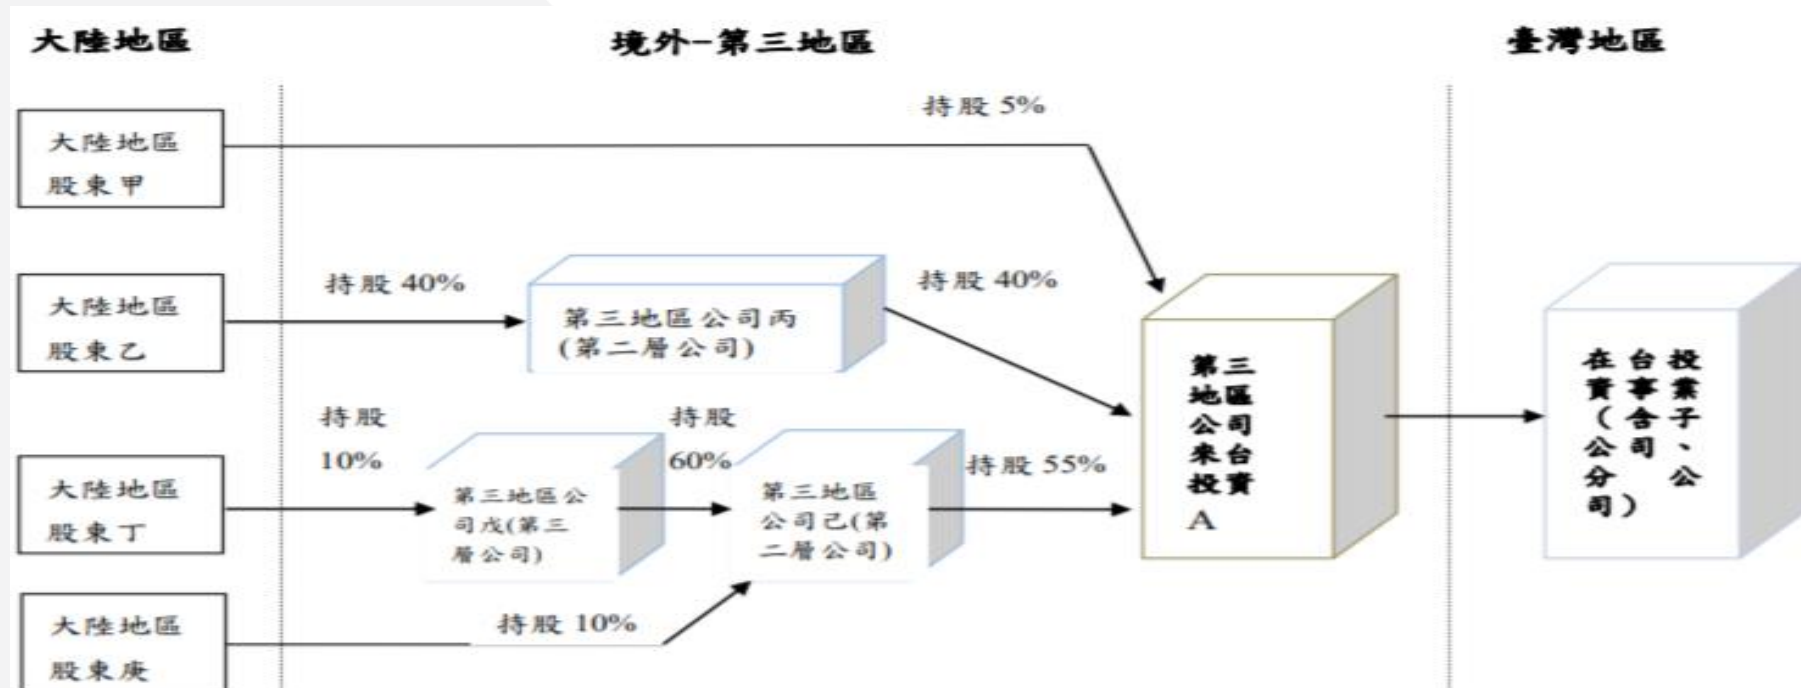 大陸地區
境外-第三地區
臺灣地區
持股 5%
大陸地區
股東甲
持股 40%
持股 40%
大陸地區
股東乙
第三地區公司丙
(第二層公司)
第三
地區
公司
來台
投資
A
在台投
資事業
(含子
公司、
分公
司)
持股
10%
持股
60%
持股 55%
大陸地區
股東丁
第三地區公
司戊(第三
層公司)
第三地區
公司己(第
二層公司)
持股 10%
大陸地區
股東庚